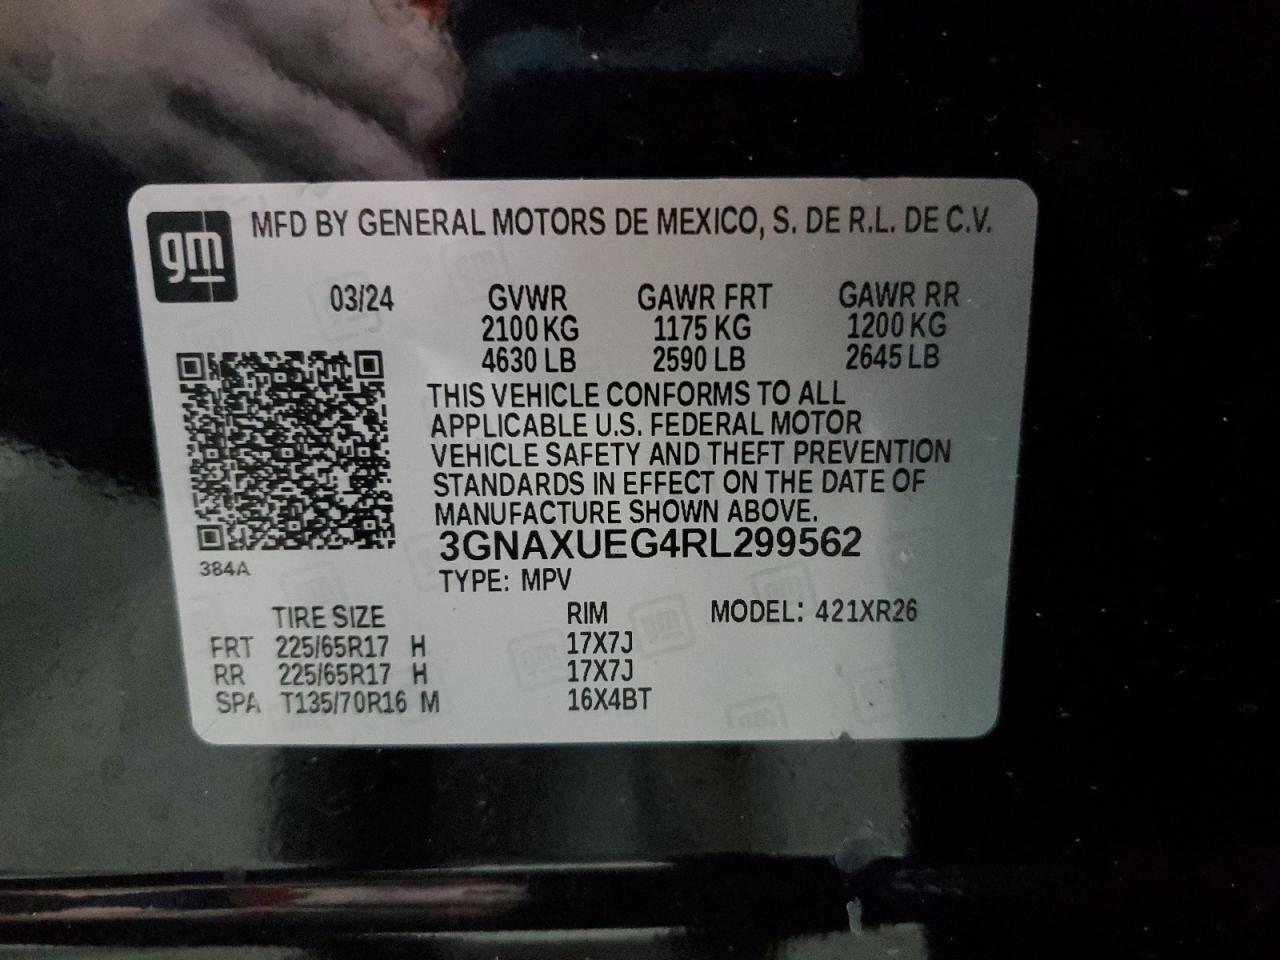 gm
MFD BY GENERAL MOTORS DE MEXICO, S. DE R.L. DE C.V.
03/24 GVWR GAWR FRT GAWR RR
2100 KG 1175 KG 1200 KG
4630 LB 2590 LB 2645 LB
THIS VEHICLE CONFORMS TO ALL
APPLICABLE U.S. FEDERAL MOTOR
VEHICLE SAFETY AND THEFT PREVENTION
STANDARDS IN EFFECT ON THE DATE OF
MANUFACTURE SHOWN ABOVE.
3GNAXUEG4RL299562
384A
TYPE: MPV
TIRE SIZE RIM MODEL: 421XR26
FRT 225/65R17 H 17X7J
RR 225/65R17 H 17X7J
SPA T135/70R16 M 16X4BT